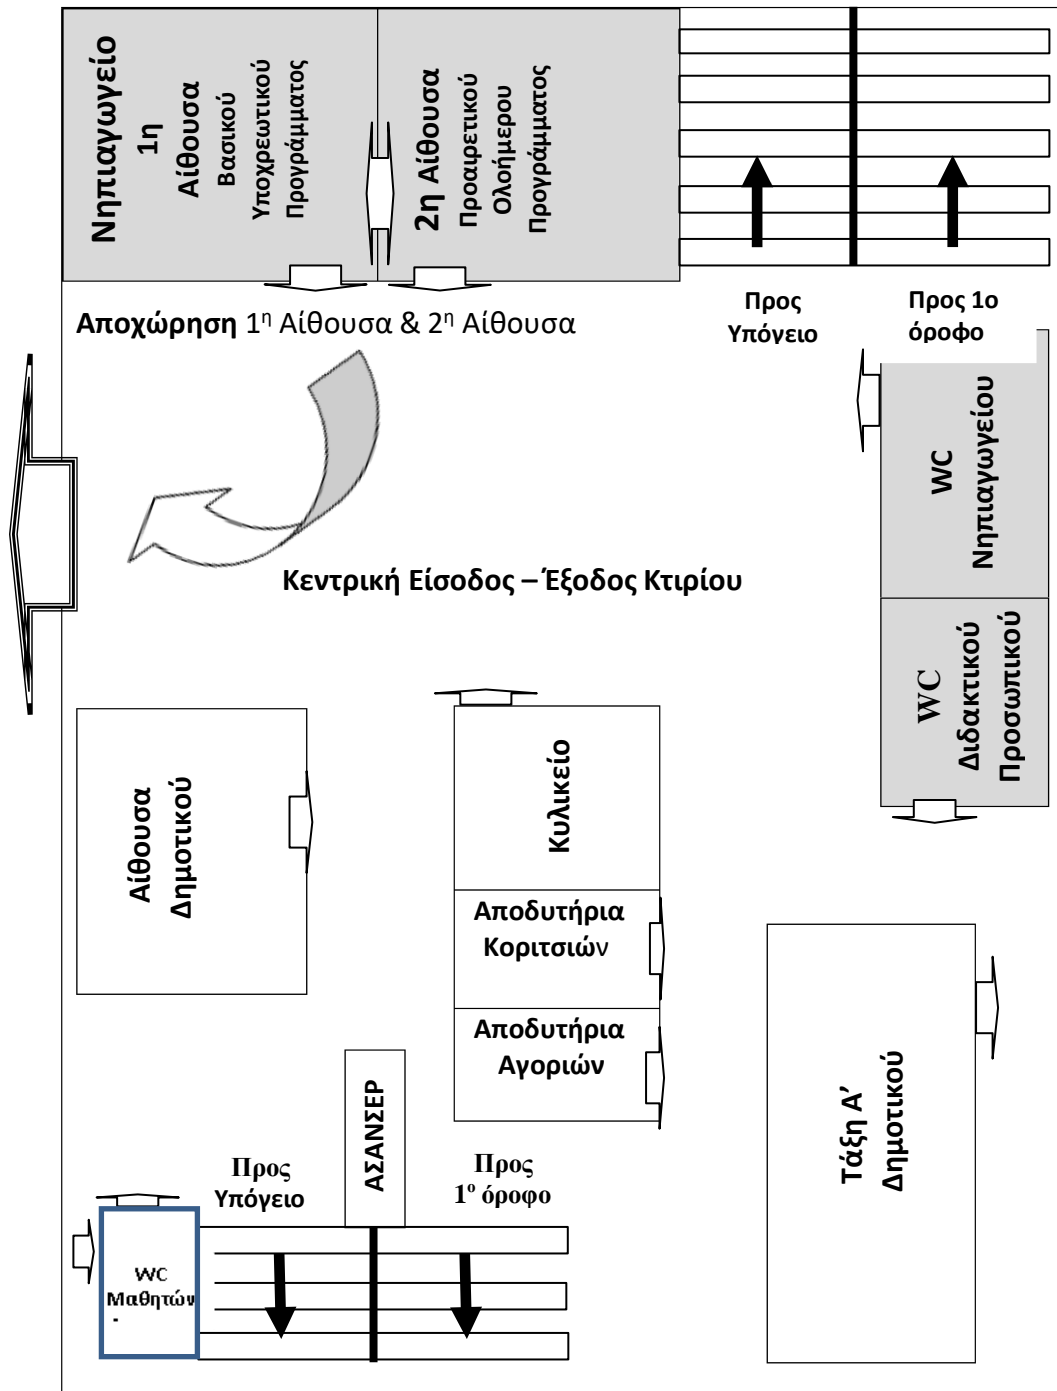 Νηπιαγωγείο
1η
Αίθουσα
Βασικού
Υποχρεωτικού
Προγράμματος
2η Αίθουσα
Προαιρετικού
Ολοήμερου
Προγράμματος
Προς
Υπόγειο
Προς 1ο
όροφο
Αποχώρηση 1η Αίθουσα & 2η Αίθουσα
WC
Νηπιαγωγείου
Κεντρική Είσοδος – Έξοδος Κτιρίου
WC
Διδακτικού
Προσωπικού
Αίθουσα
Δημοτικού
Κυλικείο
Αποδυτήρια
Κοριτσιών
Αποδυτήρια
Αγοριών
Τάξη Α’
Δημοτικού
ΑΣΑΝΣΕΡ
Προς
Υπόγειο
Προς
1ο όροφο
WC
Μαθητών